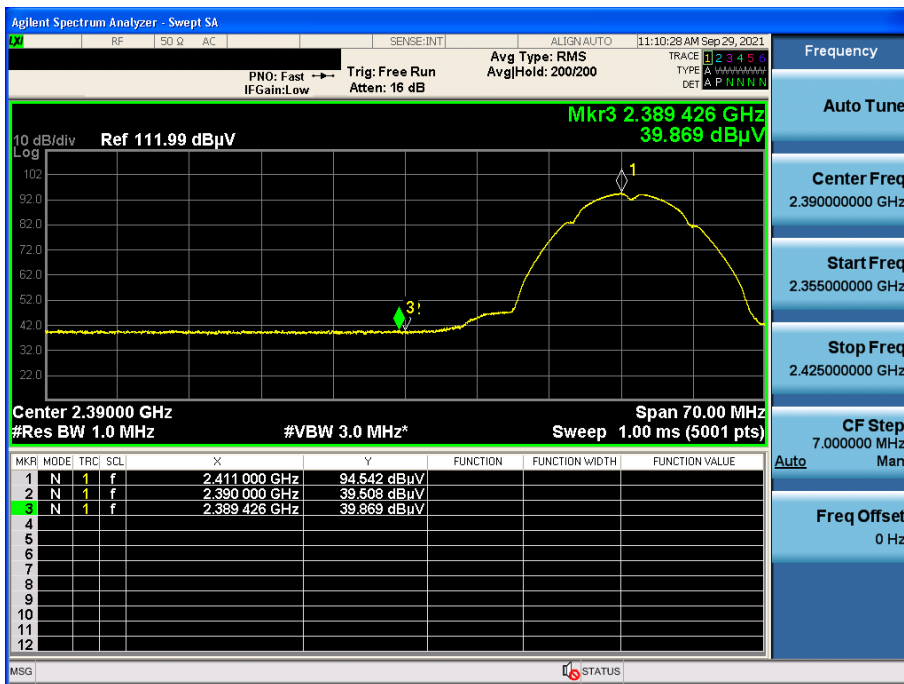 Agilent Spectrum Analyzer - Swept SA
LXI RF 50 Ω AC SENSE:INT ALIGN AUTO 11:10:28 AM Sep 29, 2021
PNO: Fast
IFGain:Low
Trig: Free Run
Atten: 16 dB
Avg Type: RMS
Avg|Hold: 200/200
TRACE 1 2 3 4 5 6
TYPE A WWWWWW
DET A P N N N N
Mkr3 2.389 426 GHz
39.869 dBµV
10 dB/div Ref 111.99 dBµV
Log
102
92.0
82.0
72.0
62.0
52.0
42.0
32.0
22.0
1
3
Center 2.39000 GHz Span 70.00 MHz
#Res BW 1.0 MHz #VBW 3.0 MHz* Sweep 1.00 ms (5001 pts)
MKR MODE TRC SCL X Y FUNCTION FUNCTION WIDTH FUNCTION VALUE
1 N 1 f 2.411 000 GHz 94.542 dBµV
2 N 1 f 2.390 000 GHz 39.508 dBµV
3 N 1 f 2.389 426 GHz 39.869 dBµV
4
5
6
7
8
9
10
11
12
MSG STATUS
Frequency
Auto Tune
Center Freq
2.390000000 GHz
Start Freq
2.355000000 GHz
Stop Freq
2.425000000 GHz
CF Step
7.000000 MHz
Auto Man
Freq Offset
0 Hz